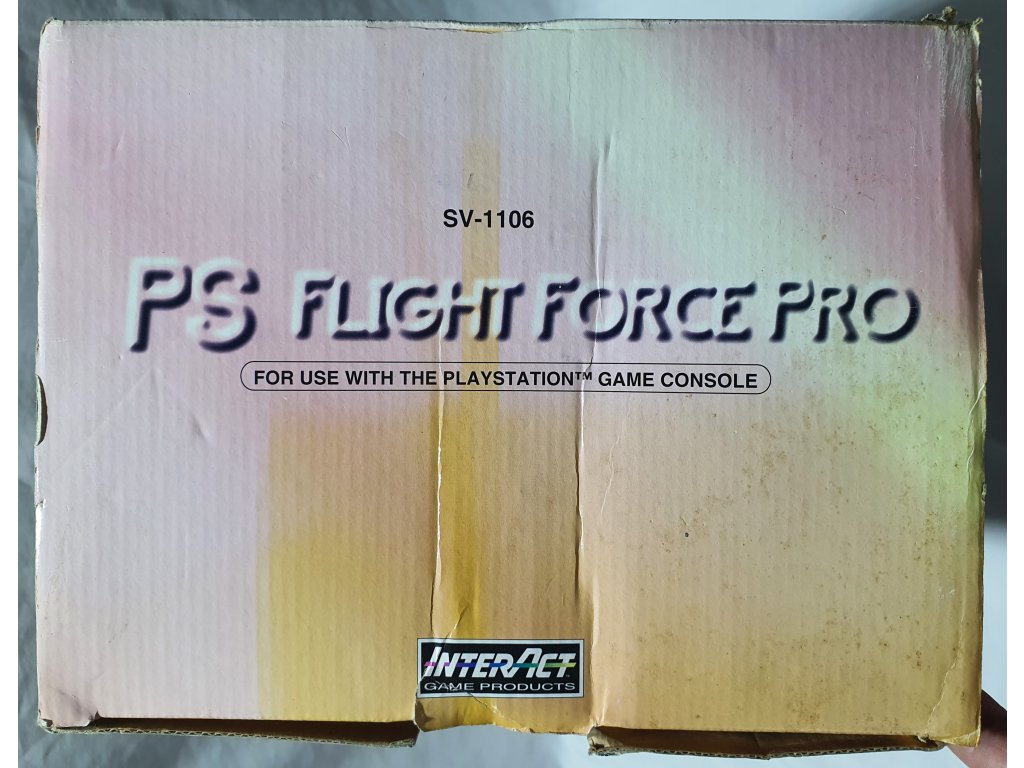 SV-1106
PS FLIGHT FORCE PRO
FOR USE WITH THE PLAYSTATION™ GAME CONSOLE
INTERACT
GAME PRODUCTS